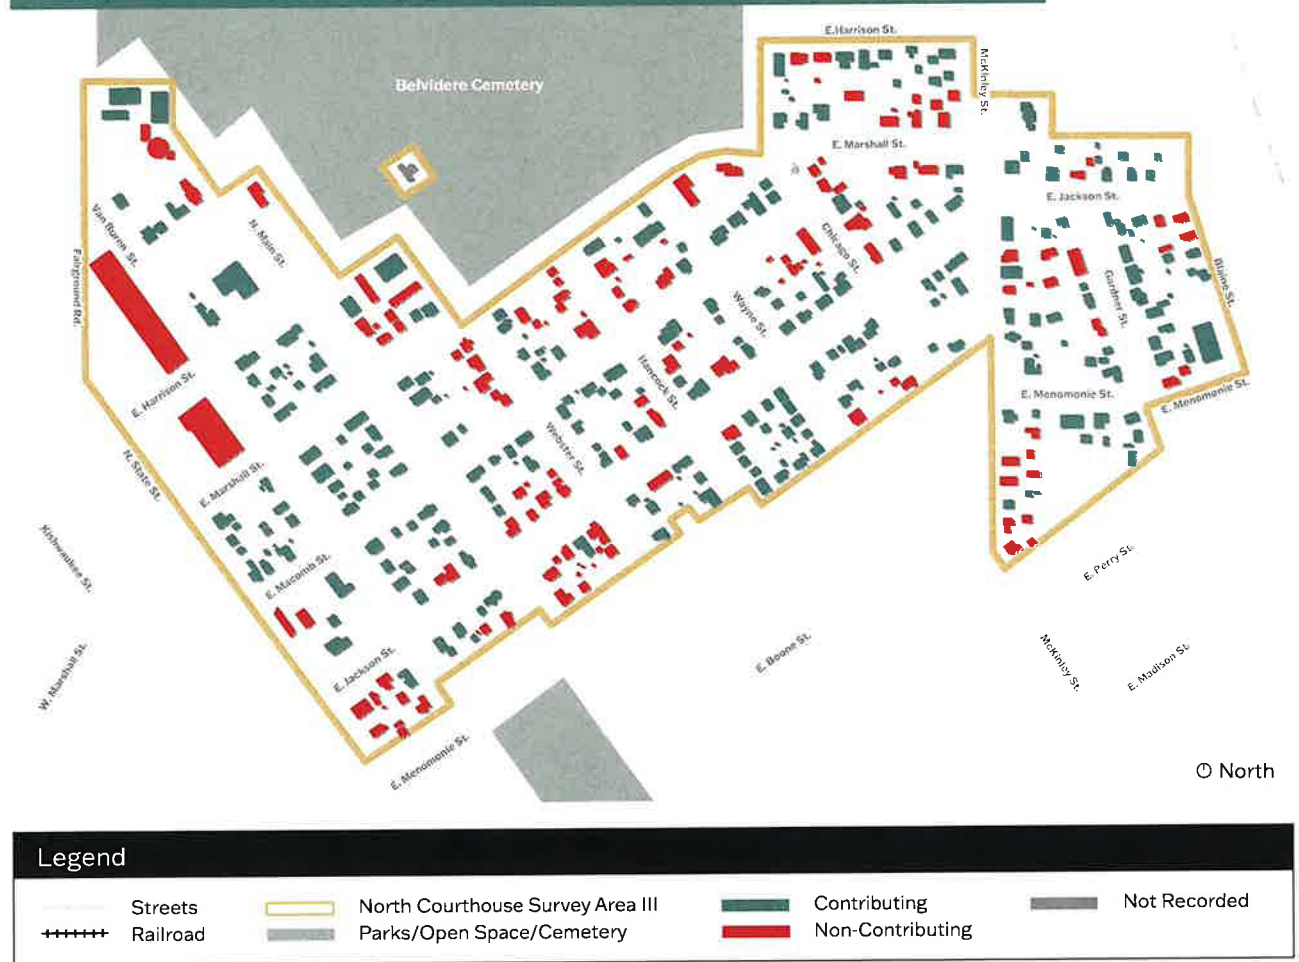 E.Harrison St.
McKinley St.
Belvidere Cemetery
E. Marshall St.
E. Jackson St.
Van Buren St.
N. Main St.
Fairground Rd.
Chicago St.
Blaine St.
Gardner St.
Wayne St.
Hancock St.
E. Harrison St.
E. Menomonie St.
E. Menomonie St.
Webster St.
N. State St.
E. Marshall St.
Kishwaukee St.
E. Macomb St.
E. Perry St.
E. Jackson St.
W. Marshall St.
E. Boone St.
McKinley St.
E. Madison St.
E. Menomonie St.
North
Legend
Streets
North Courthouse Survey Area III
Contributing
Not Recorded
Railroad
Parks/Open Space/Cemetery
Non-Contributing